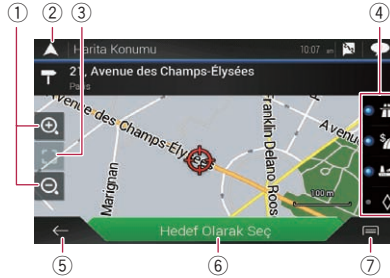 ① ② ③ ④
Harita Konumu 10:07
21, Avenue des Champs-Élysées
Paris
Avenue des Champs-Élysées
Franklin Delano Roos
Avenu
Marignan
100 m
Hedef Olarak Seç
⑤ ⑥ ⑦